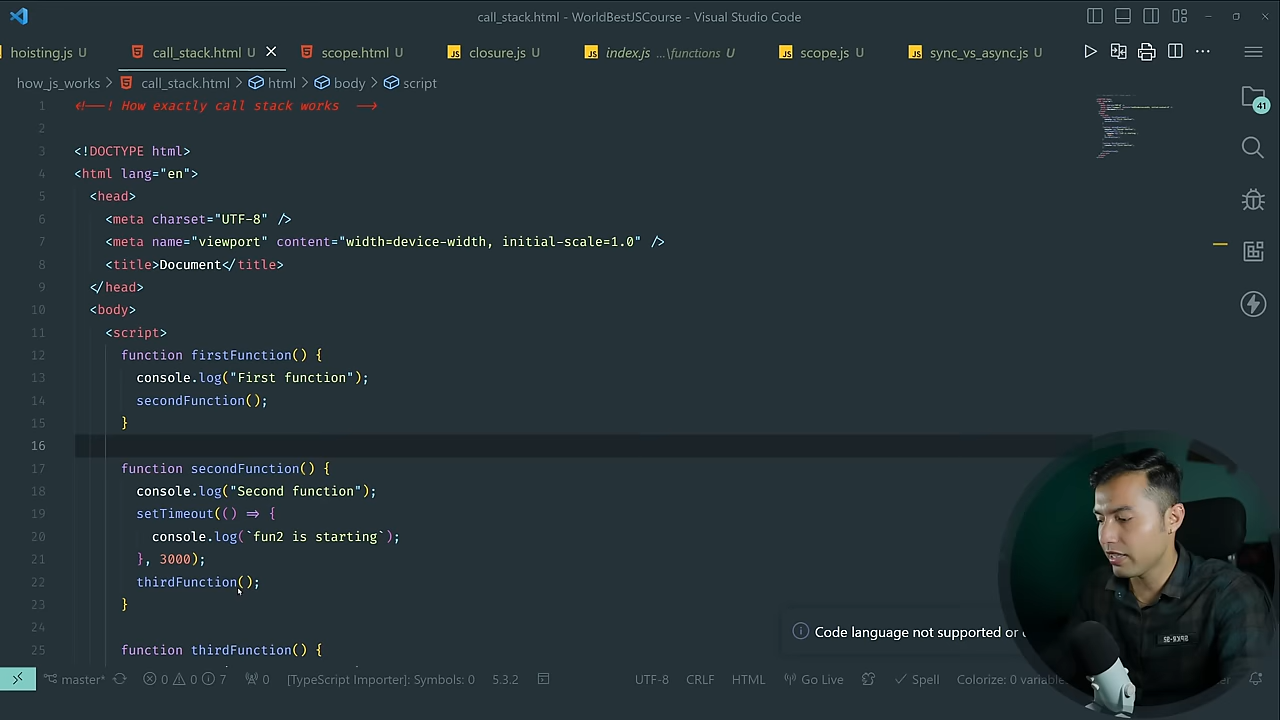 call_stack.html - WorldBestJSCourse - Visual Studio Code
hoisting.js U
call_stack.html U
scope.html U
closure.js U
index.js ...\functions U
scope.js U
sync_vs_async.js U
how_js_works > call_stack.html > html > body > script
1 <!--! How exactly call stack works -->
2
3 <!DOCTYPE html>
4 <html lang="en">
5 <head>
6 <meta charset="UTF-8" />
7 <meta name="viewport" content="width=device-width, initial-scale=1.0" />
8 <title>Document</title>
9 </head>
10 <body>
11 <script>
12 function firstFunction() {
13 console.log("First function");
14 secondFunction();
15 }
16
17 function secondFunction() {
18 console.log("Second function");
19 setTimeout(() => {
20 console.log(`fun2 is starting`);
21 }, 3000);
22 thirdFunction();
23 }
24
25 function thirdFunction() {
41
Code language not supported or
master* 0 0 7 0 [TypeScript Importer]: Symbols: 0 5.3.2 UTF-8 CRLF HTML Go Live Spell Colorize: 0 variable